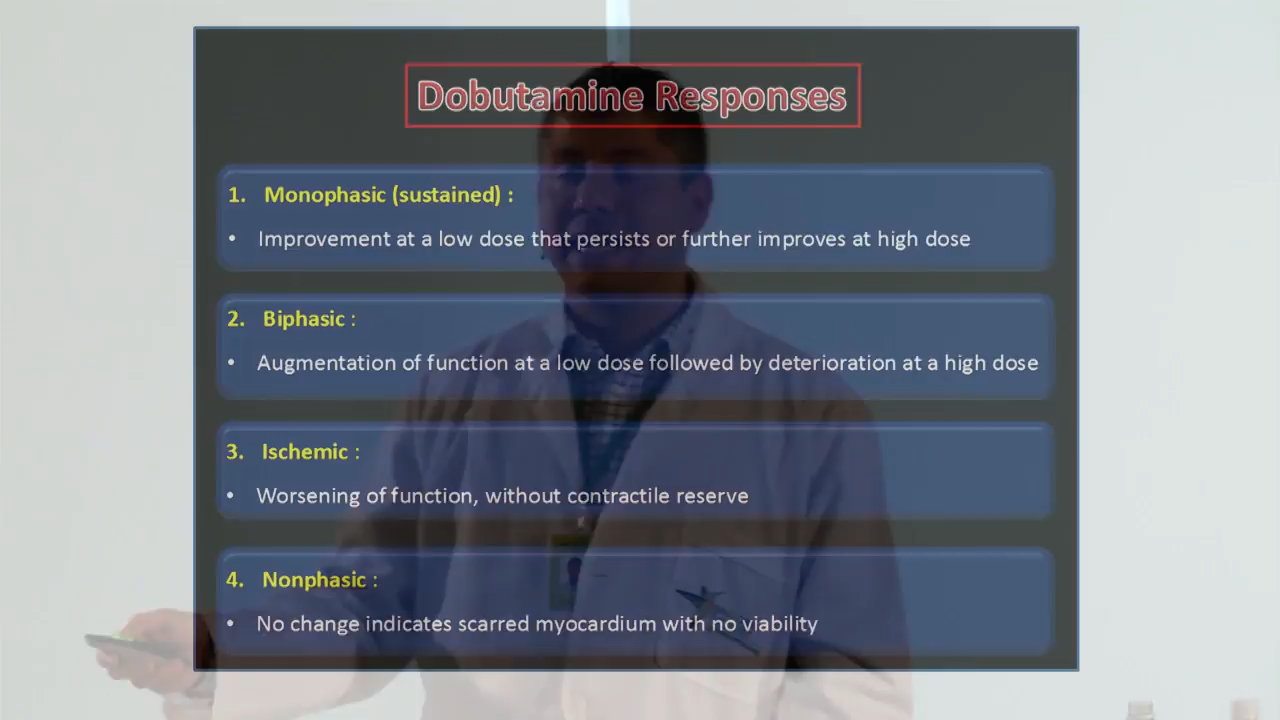 Dobutamine Responses
1. Monophasic (sustained) :
• Improvement at a low dose that persists or further improves at high dose
2. Biphasic :
• Augmentation of function at a low dose followed by deterioration at a high dose
3. Ischemic :
• Worsening of function, without contractile reserve
4. Nonphasic :
• No change indicates scarred myocardium with no viability